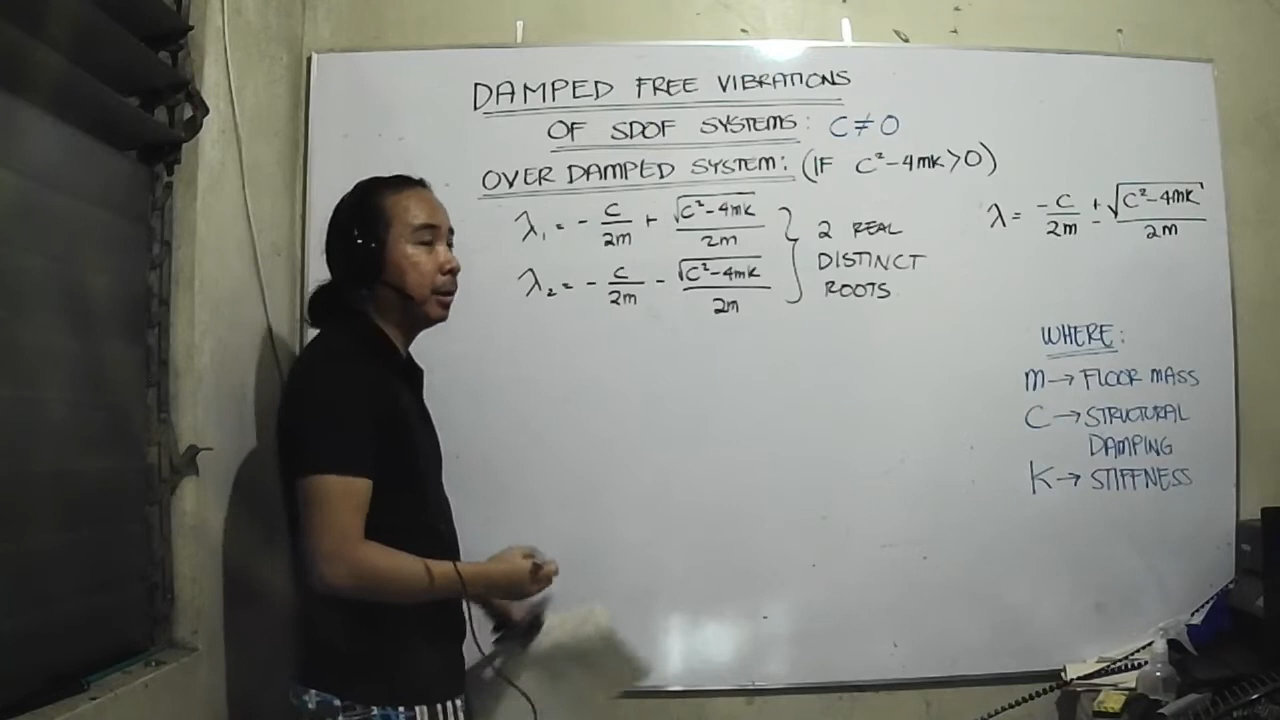 DAMPED FREE VIBRATIONS
OF SDOF SYSTEMS: C≠0
OVER DAMPED SYSTEM: (IF C²-4mK>0)
λ₁ = - C/2m + √(C²-4mK)/2m
λ₂ = - C/2m - √(C²-4mK)/2m
} 2 REAL
DISTINCT
ROOTS
λ = -C/2m ± √(C²-4mK)/2m
WHERE:
m → FLOOR MASS
C → STRUCTURAL
DAMPING
K → STIFFNESS